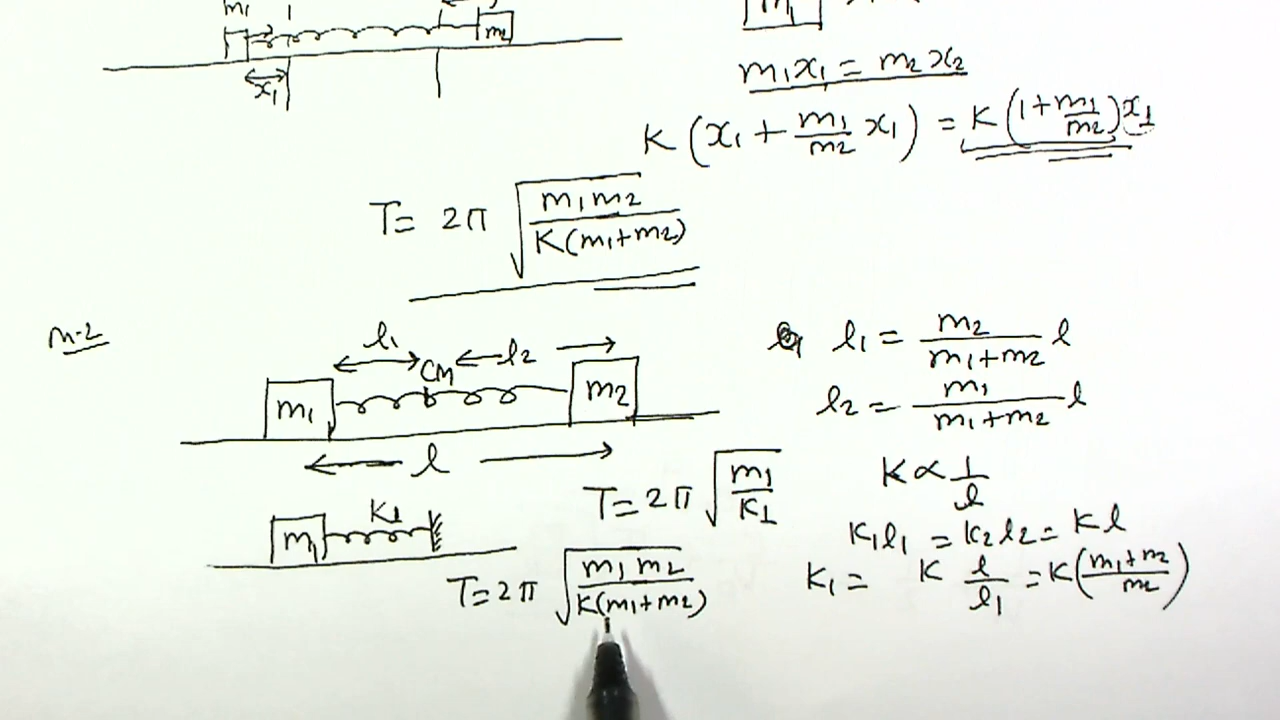 m1
m2
x1
m1
m1x1 = m2x2
K(x1 + m1/m2 x1) = K(1+m1/m2)x1
T= 2π √(m1m2/K(m1+m2))
m-2
l1
CM
l2
m1
m2
l
l1 = m2/(m1+m2) l
l2 = m1/(m1+m2) l
K ∝ 1/l
K1l1 = K2l2 = Kl
K1 = K l/l1 = K((m1+m2)/m2)
m1
K1
T=2π √(m1/K1)
T=2π √(m1m2/K(m1+m2))